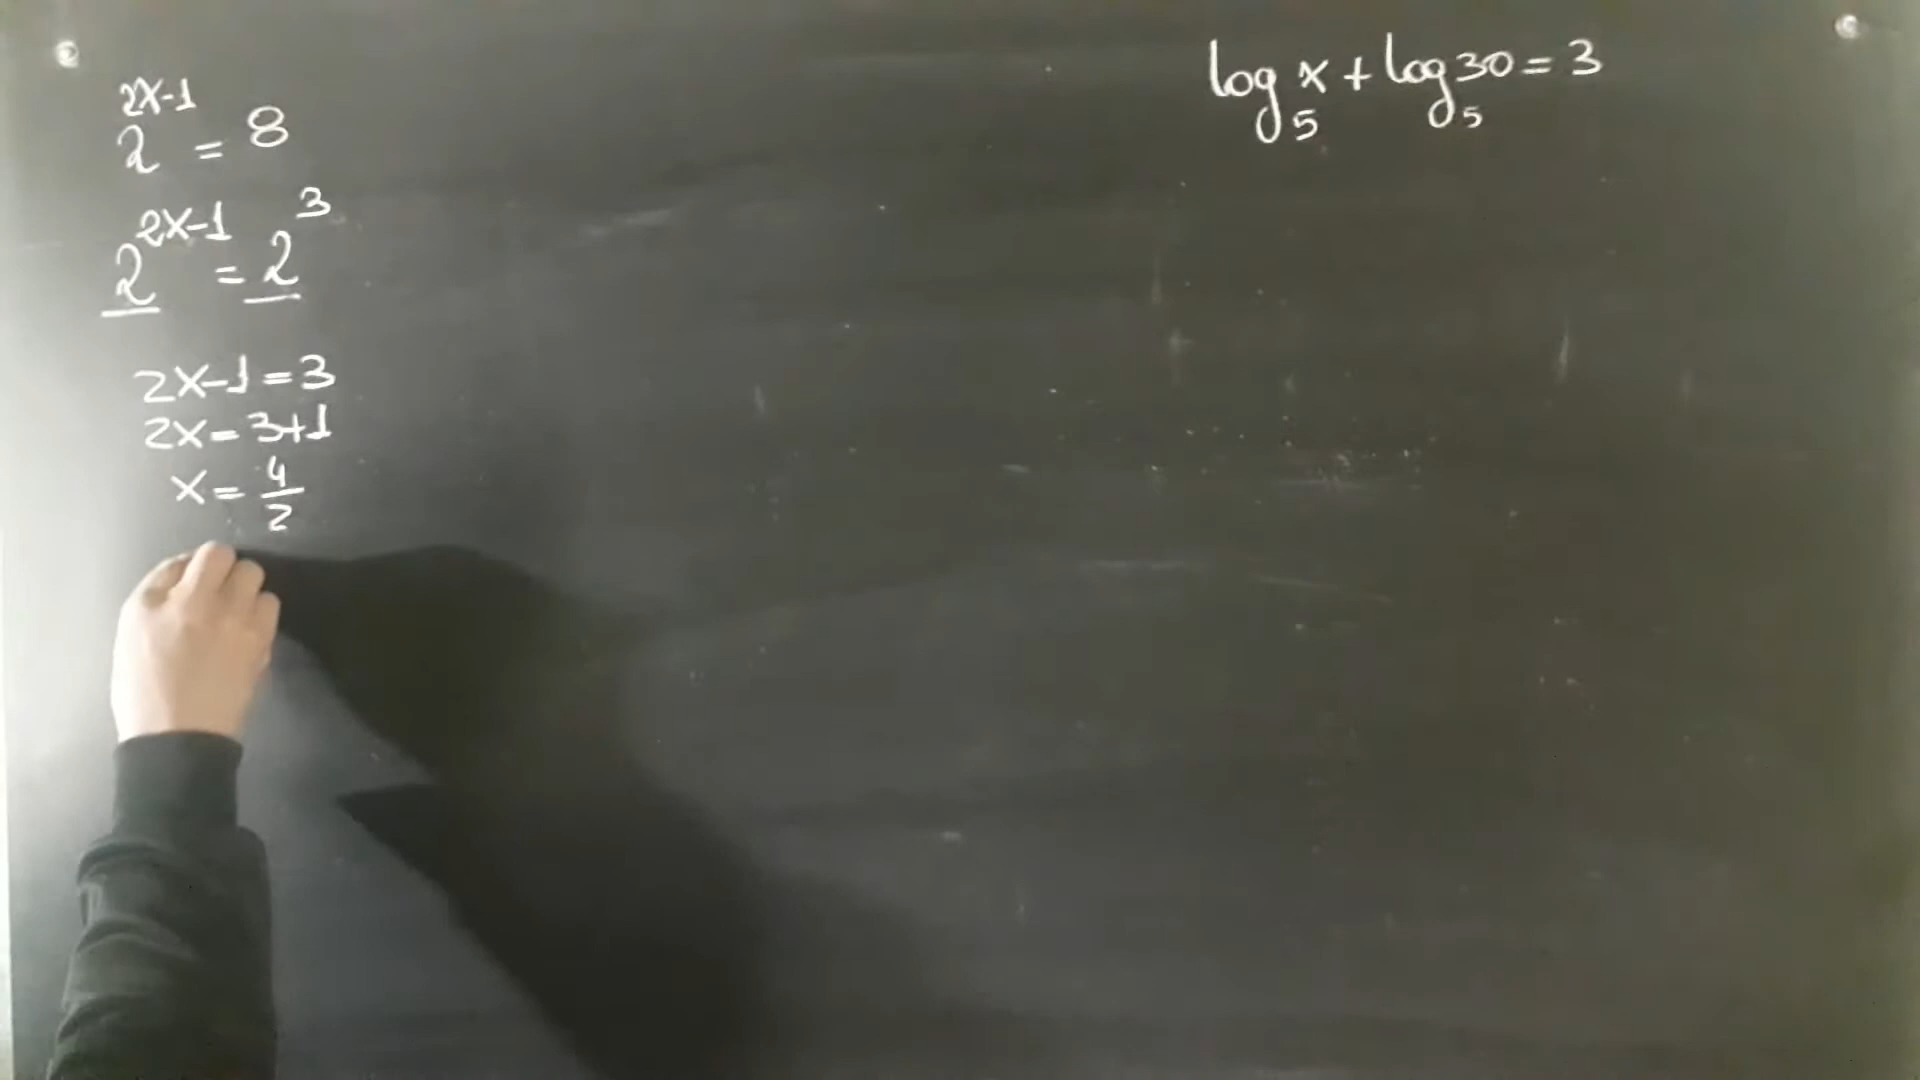 2^{2x-1} = 8
2^{2x-1} = 2^3
2x-1=3
2x=3+1
x=\frac{4}{2}
log_5 x + log_5 30 = 3